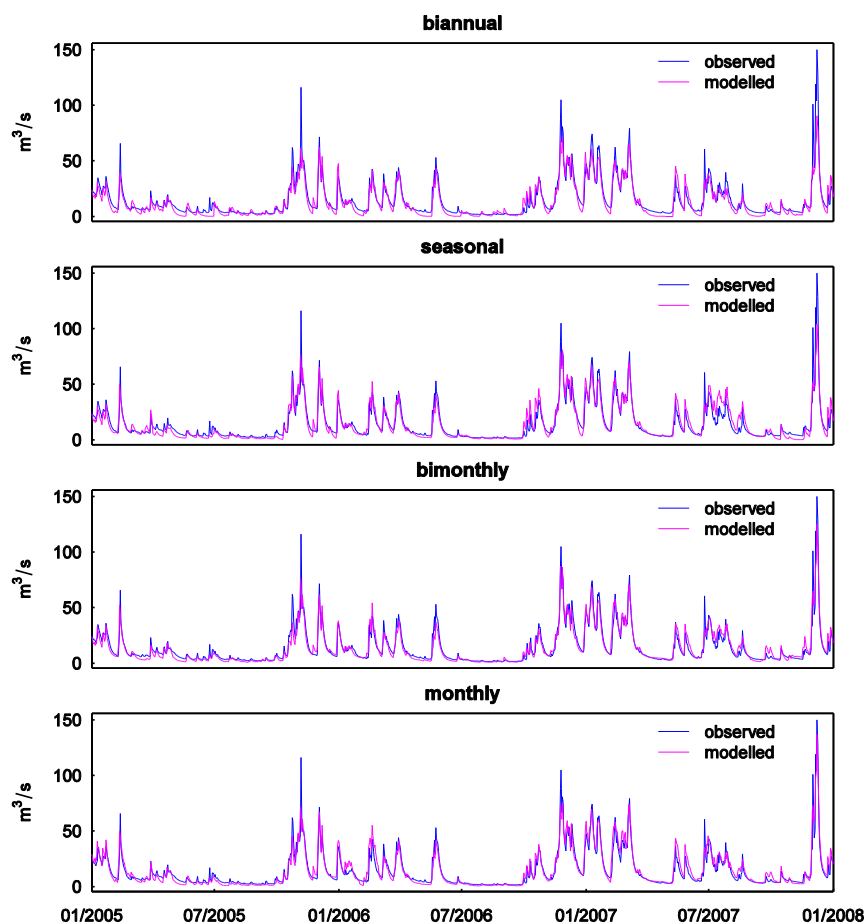 biannual
150
100
50
0
m³/s
observed
modelled
seasonal
150
100
50
0
m³/s
observed
modelled
bimonthly
150
100
50
0
m³/s
observed
modelled
monthly
150
100
50
0
m³/s
observed
modelled
01/2005 07/2005 01/2006 07/2006 01/2007 07/2007 01/2008